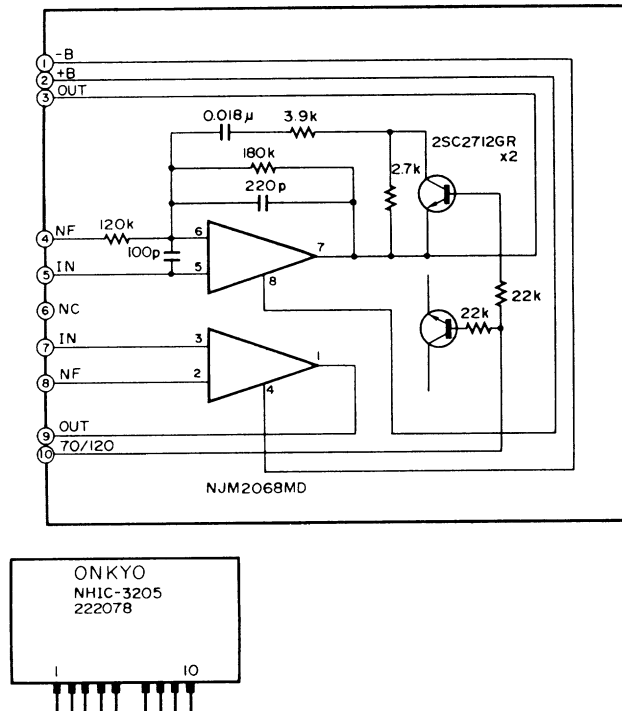 ① -B
② +B
③ OUT
0.018μ 3.9k
2SC2712GR
x2
180k
2.7k
220p
④ NF 120k 6
100p 7
⑤ IN 5
8
⑥ NC
22k
22k
⑦ IN 3
1
⑧ NF 2
4
⑨ OUT
⑩ 70/120
NJM2068MD
ONKYO
NHIC-3205
222078
1 10